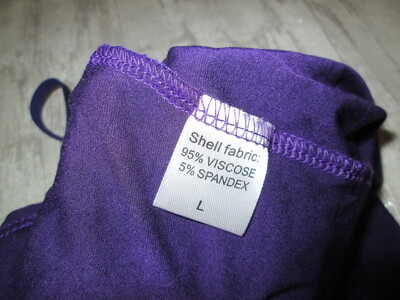 Shell fabric:
95% VISCOSE
5% SPANDEX
L